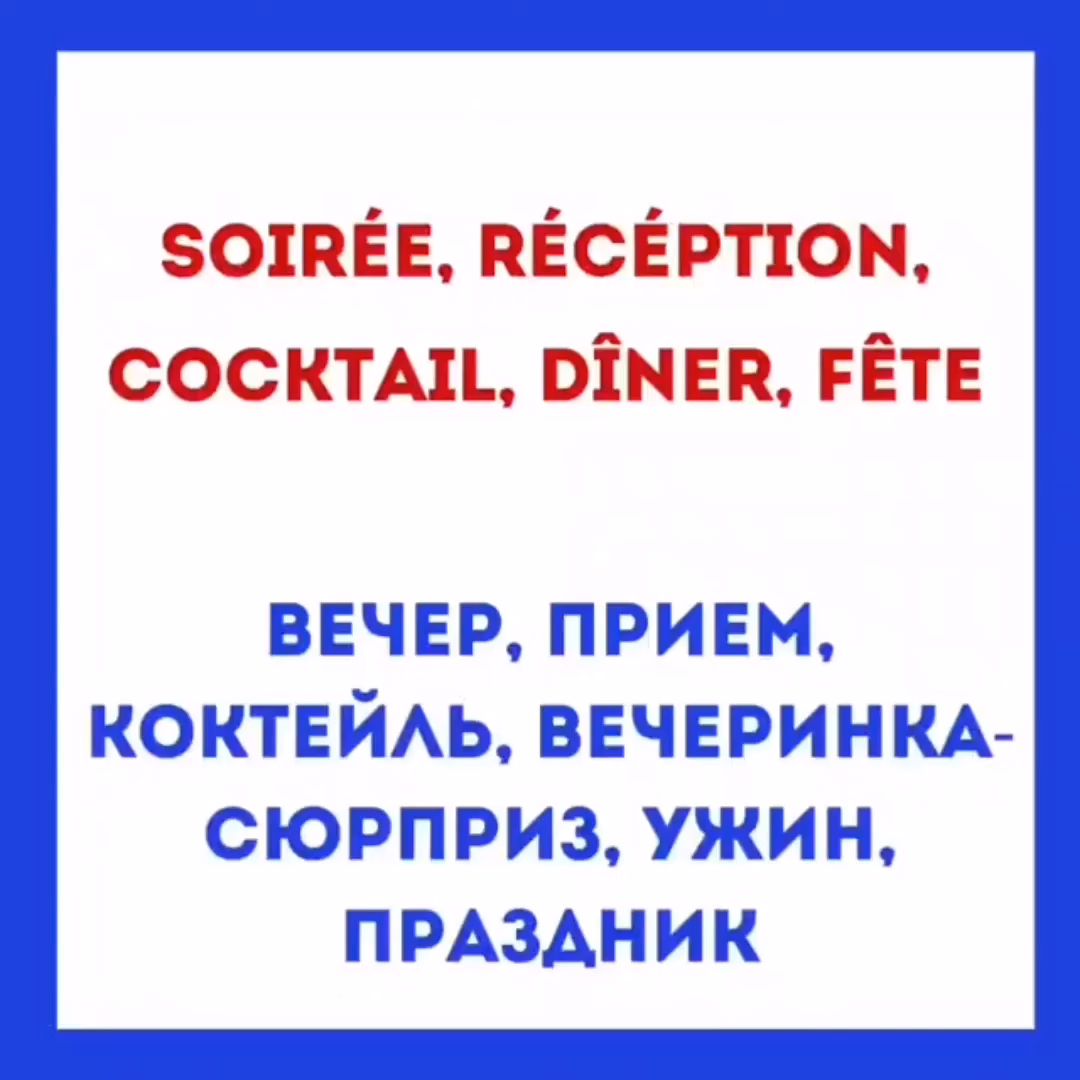 SOIRÉE, RÉCÉPTION,
COCKTAIL, DÎNER, FÊTE
ВЕЧЕР, ПРИЕМ,
КОКТЕЙЛЬ, ВЕЧЕРИНКА-
СЮРПРИЗ, УЖИН,
ПРАЗДНИК